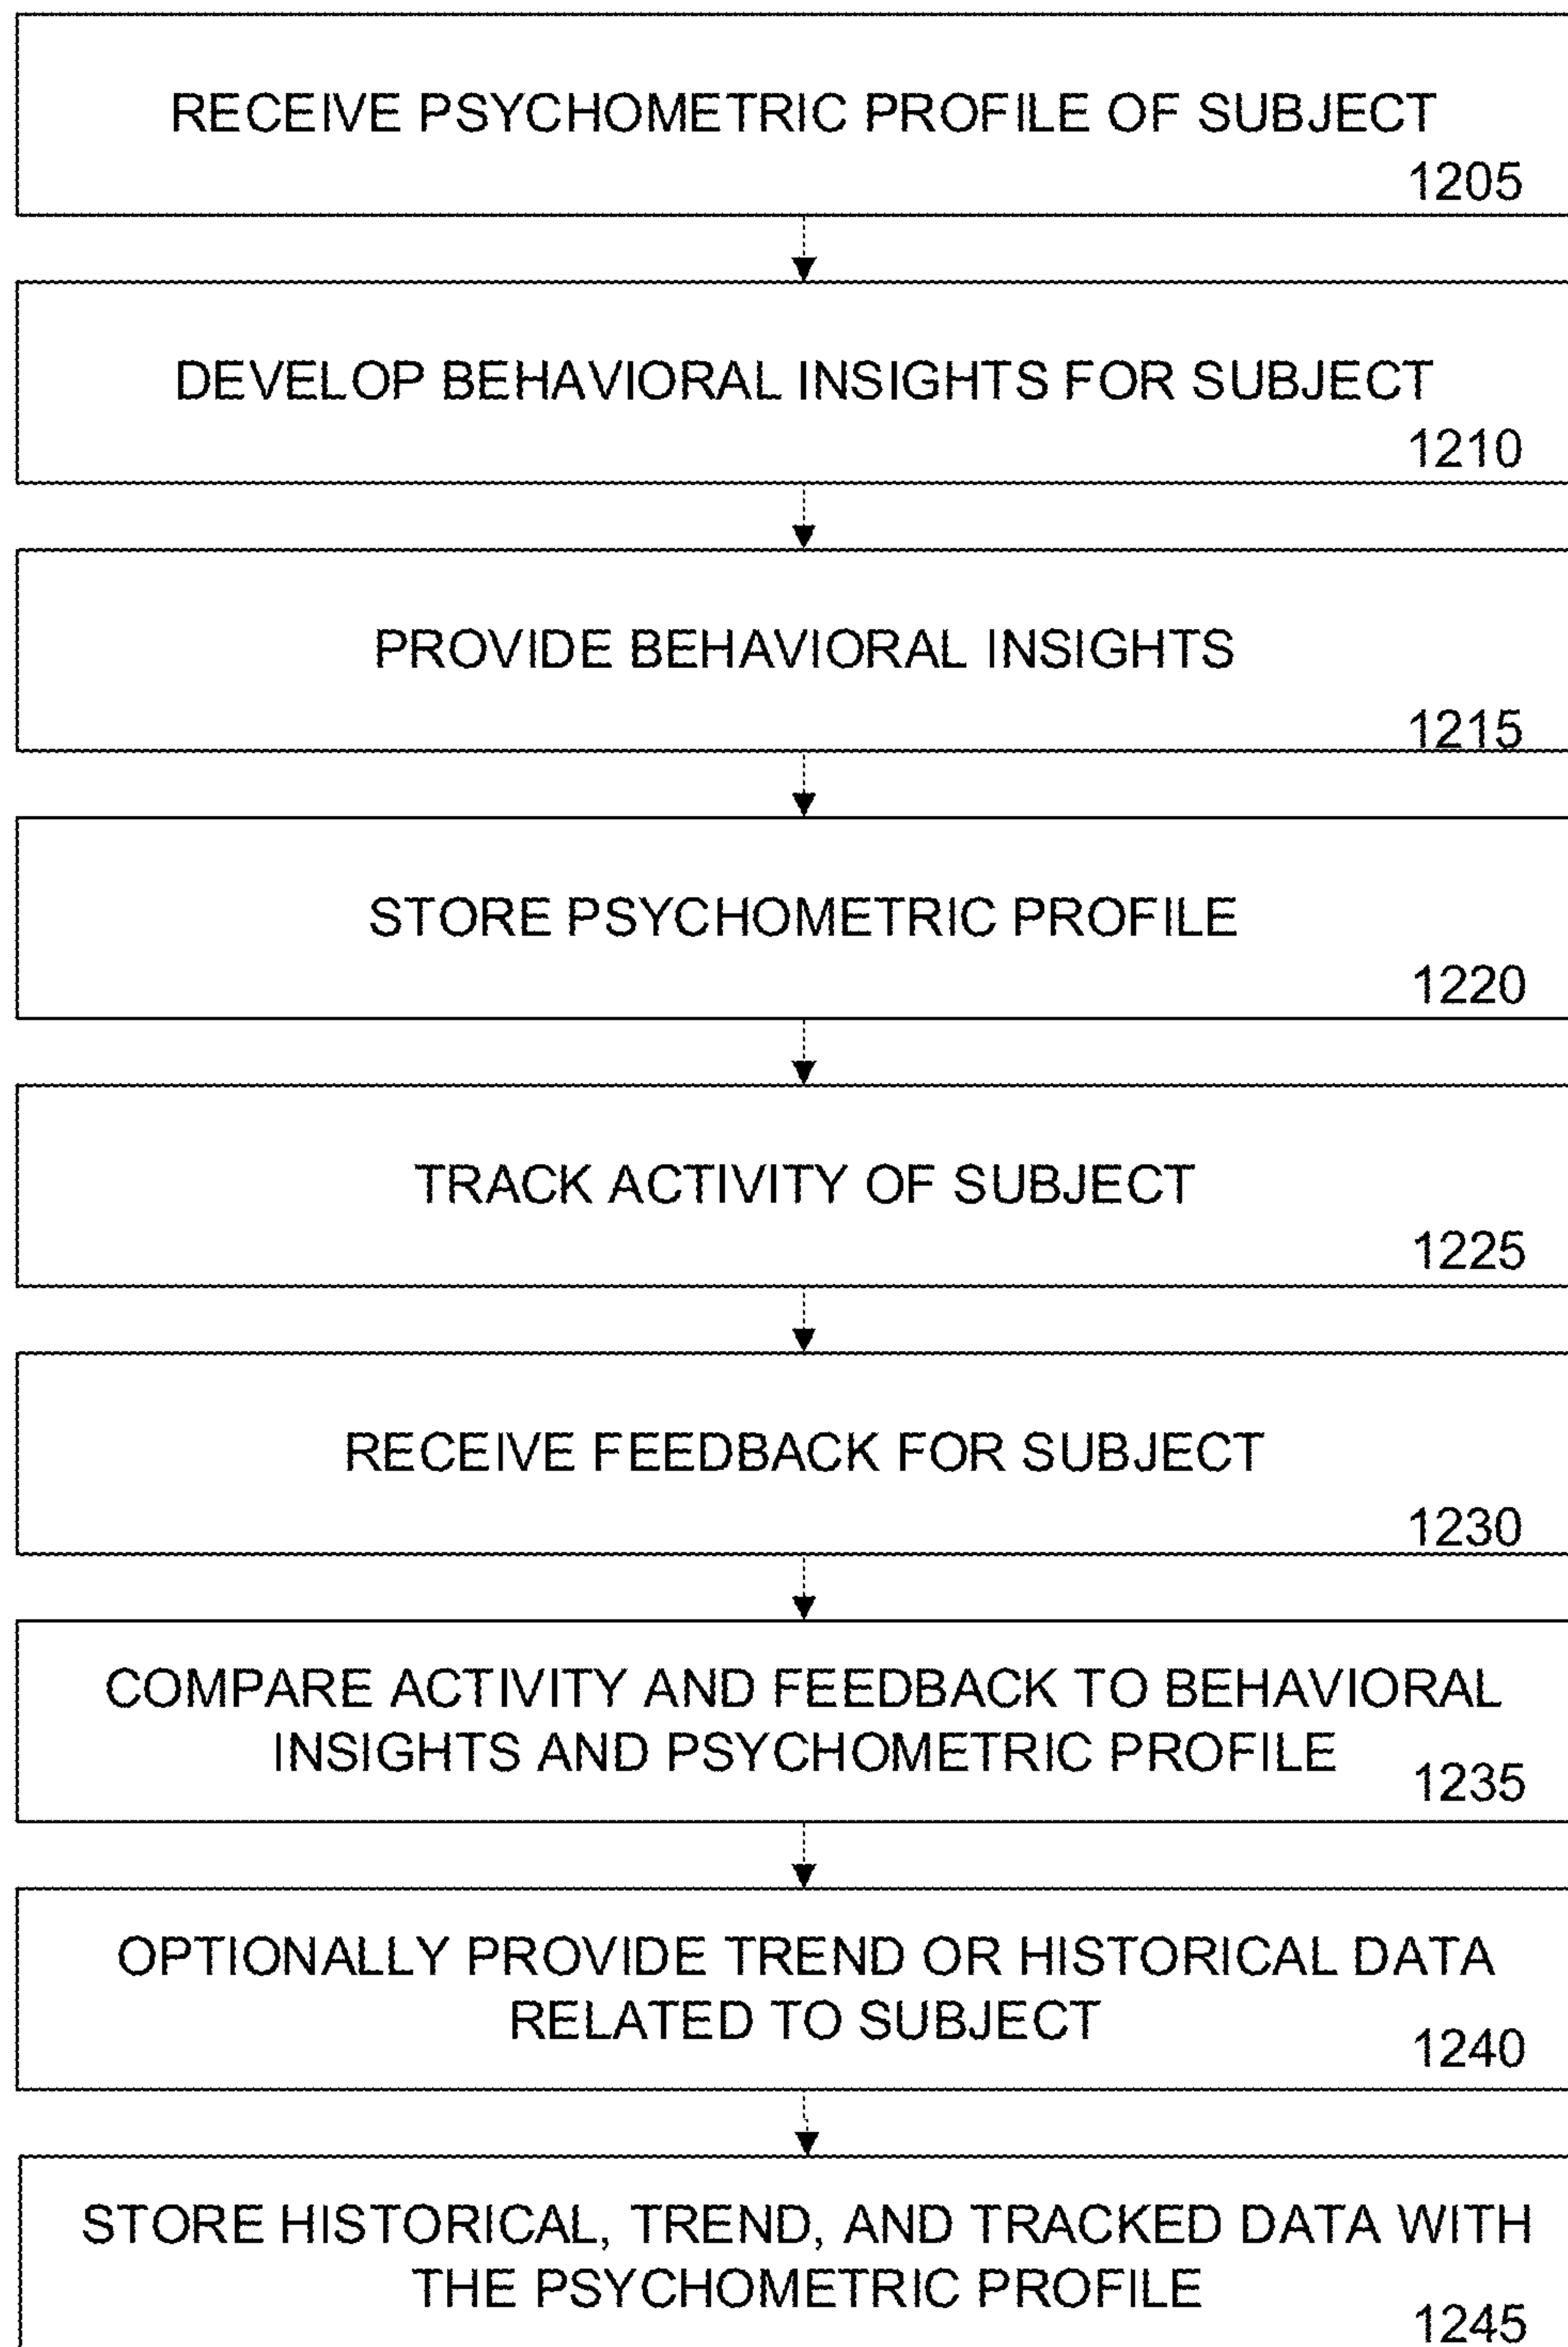 RECEIVE PSYCHOMETRIC PROFILE OF SUBJECT
1205
DEVELOP BEHAVIORAL INSIGHTS FOR SUBJECT
1210
PROVIDE BEHAVIORAL INSIGHTS
1215
STORE PSYCHOMETRIC PROFILE
1220
TRACK ACTIVITY OF SUBJECT
1225
RECEIVE FEEDBACK FOR SUBJECT
1230
COMPARE ACTIVITY AND FEEDBACK TO BEHAVIORAL
INSIGHTS AND PSYCHOMETRIC PROFILE
1235
OPTIONALLY PROVIDE TREND OR HISTORICAL DATA
RELATED TO SUBJECT
1240
STORE HISTORICAL, TREND, AND TRACKED DATA WITH
THE PSYCHOMETRIC PROFILE
1245